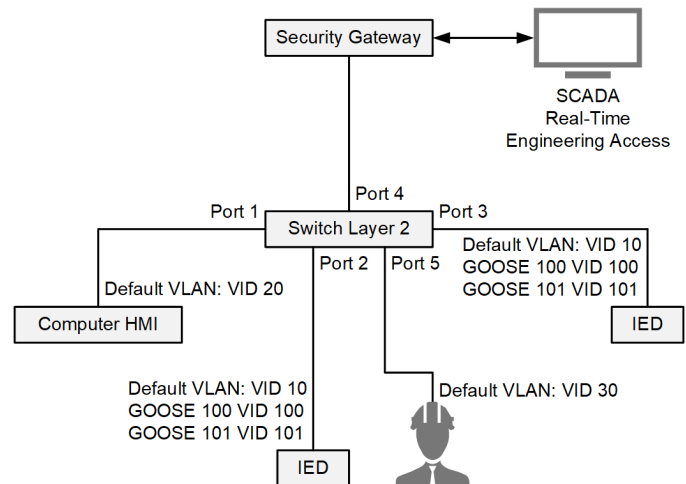 Security Gateway
SCADA
Real-Time
Engineering Access
Port 4
Port 1
Switch Layer 2
Port 3
Port 2
Port 5
Default VLAN: VID 10
GOOSE 100 VID 100
GOOSE 101 VID 101
Default VLAN: VID 20
Computer HMI
IED
Default VLAN: VID 10
GOOSE 100 VID 100
GOOSE 101 VID 101
Default VLAN: VID 30
IED